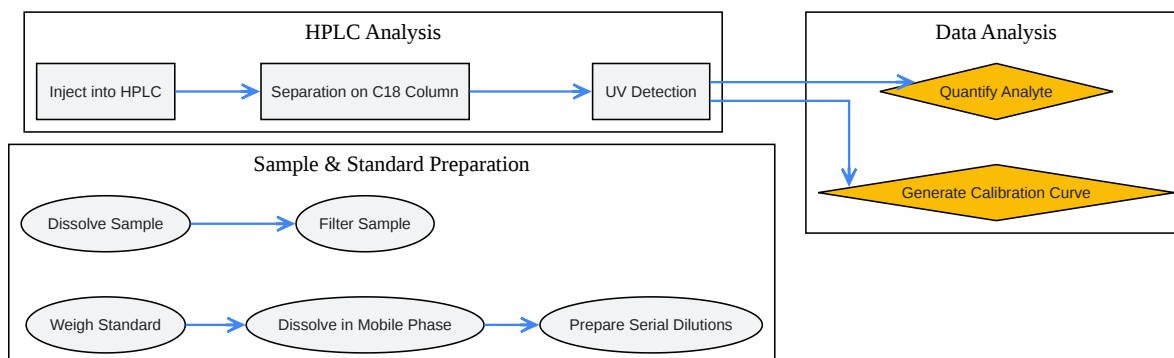 HPLC Analysis
Inject into HPLC
Separation on C18 Column
UV Detection
Data Analysis
Quantify Analyte
Generate Calibration Curve
Sample & Standard Preparation
Dissolve Sample
Filter Sample
Weigh Standard
Dissolve in Mobile Phase
Prepare Serial Dilutions